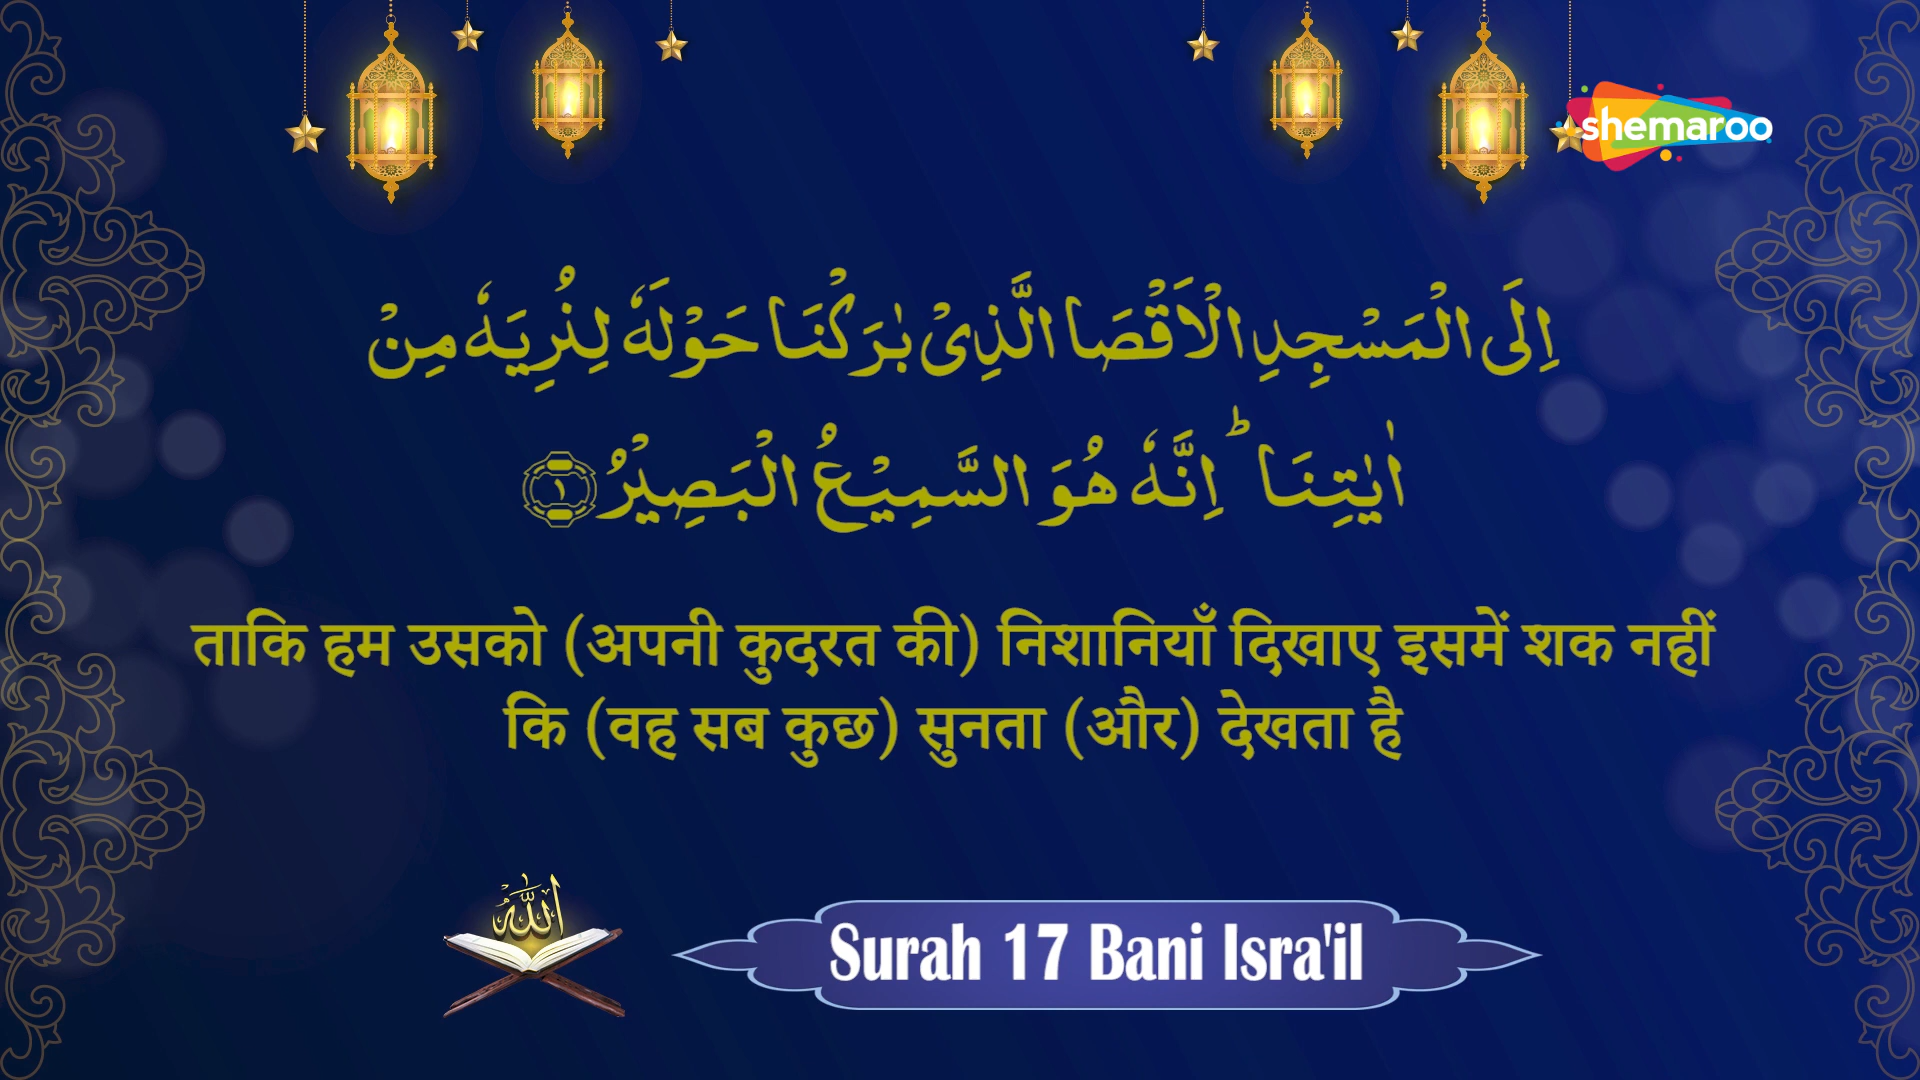 shemaroo
اِلَى الْمَسْجِدِ الْاَقْصَا الَّذِیْ بٰرَكْنَا حَوْلَهٗ لِنُرِیَهٗ مِنْ
اٰیٰتِنَا ؕ اِنَّهٗ هُوَ السَّمِیْعُ الْبَصِیْرُ ۝۱
ताकि हम उसको (अपनी कुदरत की) निशानियाँ दिखाए इसमें शक नहीं
कि (वह सब कुछ) सुनता (और) देखता है
اللّٰهُ
Surah 17 Bani Isra'il